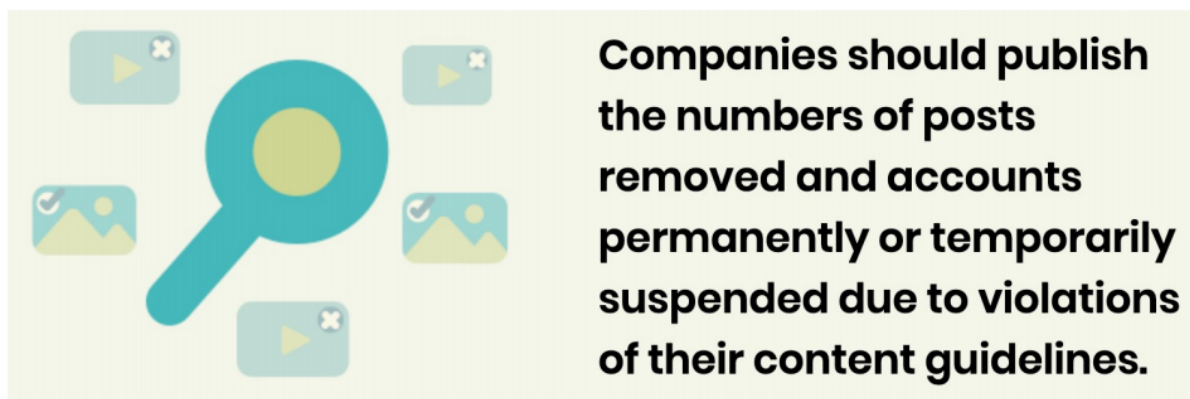 Companies should publish
the numbers of posts
removed and accounts
permanently or temporarily
suspended due to violations
of their content guidelines.